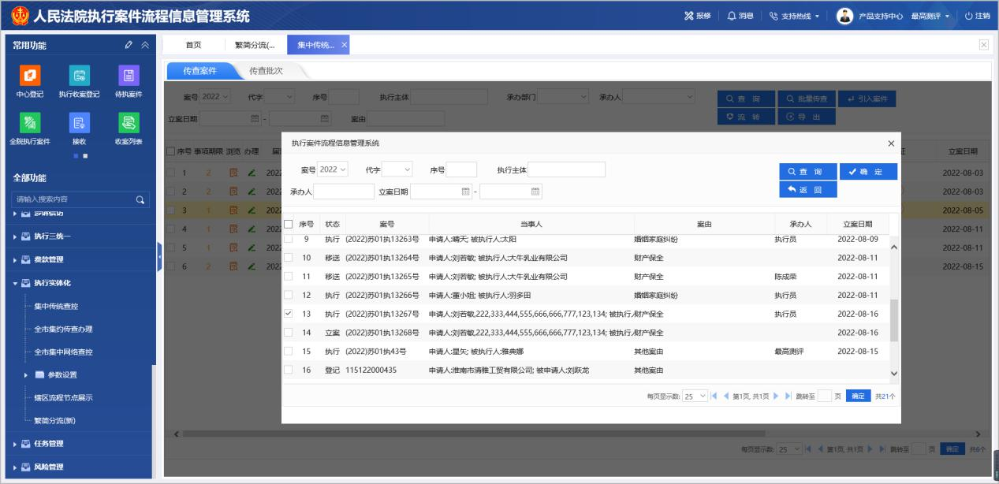 人民法院执行案件流程信息管理系统
报修 消息 支持热线 产品支持中心 最高测评 注销
常用功能
中心登记 执行收案登记 待执案件
全院执行案件 接收 收案列表
全部功能
请输入搜索内容
执行三统一
费款管理
执行实体化
集中传统查控
全市集约传查办理
全市集中网络查控
参数设置
辖区流程节点展示
繁简分流(新)
任务管理
风险管理
首页 繁简分流(... 集中传统...
传查案件 传查批次
案号 2022 代字 序号 执行主体 承办部门 承办人
查 询 批量传查 引入案件
立案日期 - 案由
流 转 导 出
序号 事项期限 浏览 办理 立案日期
1 2 2022 2022-08-03
2 2 2022 2022-08-03
3 1 2022 2022-08-05
4 1 2022 2022-08-11
5 1 2022 2022-08-11
6 2 2022 2022-08-15
执行案件流程信息管理系统
案号 2022 代字 序号 执行主体
查 询 确 定
承办人 立案日期 -
返 回
序号 状态 案号 当事人 案由 承办人 立案日期
9 执行 (2022)苏01执13263号 申请人:晴天; 被执行人:太阳 婚姻家庭纠纷 执行员 2022-08-09
10 移送 (2022)苏01执13264号 申请人:刘若敏; 被执行人:大牛乳业有限公司 财产保全 2022-08-11
11 移送 (2022)苏01执13265号 申请人:刘若敏; 被执行人:大牛乳业有限公司 财产保全 陈成荣 2022-08-11
12 执行 (2022)苏01执13266号 申请人:董小姐; 被执行人:羽多田 婚姻家庭纠纷 执行员 2022-08-11
13 执行 (2022)苏01执13267号 申请人:刘若敏,222,333,444,555,666,666,777,123,134; 被执行人 财产保全 执行员 2022-08-16
14 立案 (2022)苏01执13268号 申请人:刘若敏,222,333,444,555,666,666,777,123,134; 被执行人 财产保全 2022-08-16
15 执行 (2022)苏01执43号 申请人:星矢; 被执行人:雅典娜 其他案由 最高测评 2022-08-15
16 登记 115122000435 申请人:淮南市清雅工贸有限公司; 被申请人:刘跃龙 其他案由
每页显示数: 25 第1页, 共1页 跳转至 页 确定 共21个
每页显示数: 25 第1页, 共1页 跳转至 页 确定 共6个